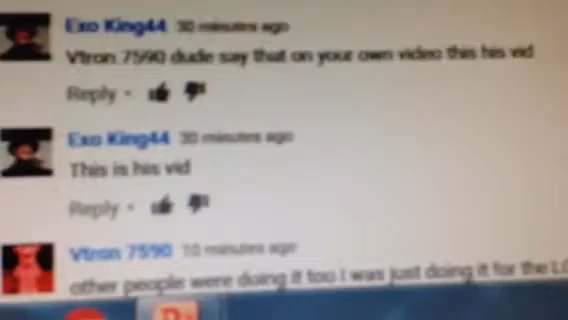 Exo King44 30 minutes ago
Vtron 7590 dude say that on your own video this his vid
Reply •
Exo King44 30 minutes ago
This is his vid
Reply •
Vtron 7590 10 minutes ago
other people were doing it too I was just doing it for the